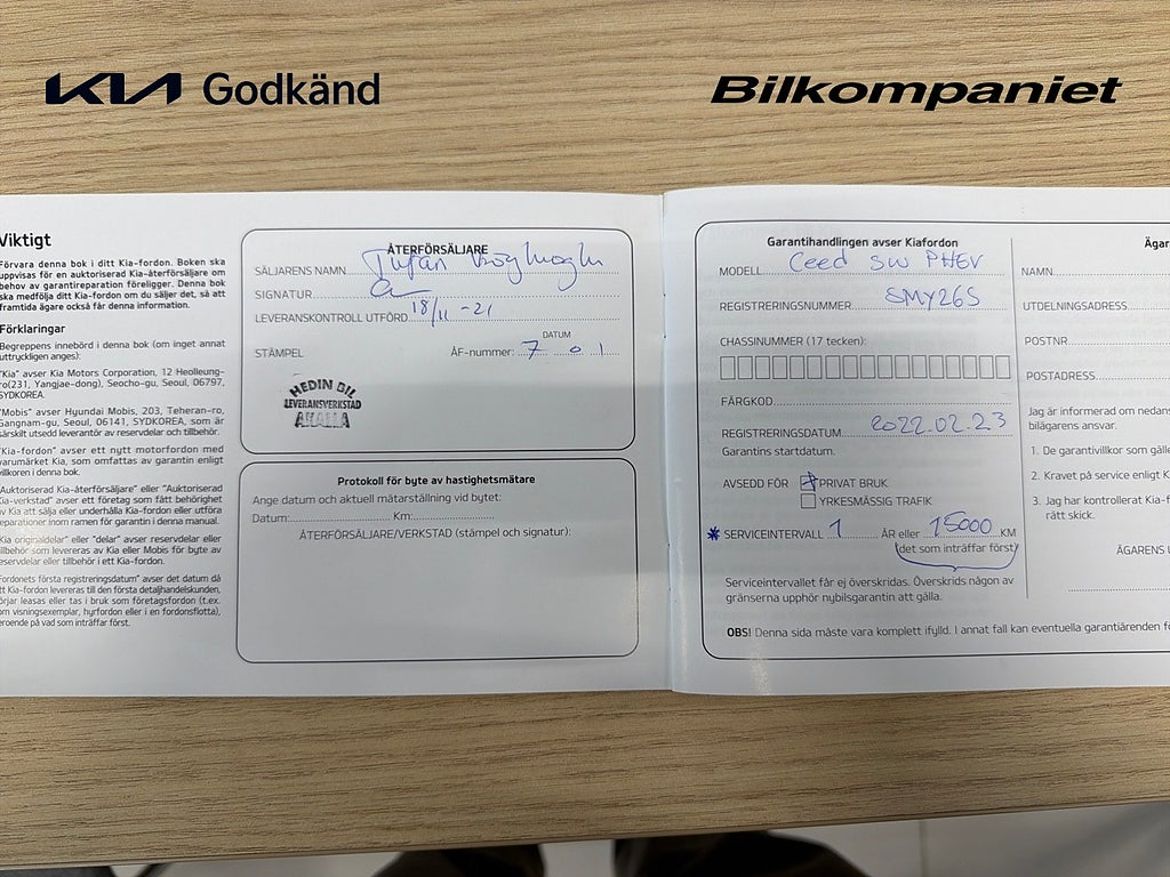 KIA Godkänd
Bilkompaniet
Viktigt
Förvara denna bok i ditt Kia-fordon. Boken ska
uppvisas för en auktoriserad Kia-återförsäljare om
behov av garantireparation föreligger. Denna bok
ska medfölja ditt Kia-fordon om du säljer det, så att
framtida ägare också får denna information.
Förklaringar
Begreppens innebörd i denna bok (om inget annat
uttryckligen anges):
"Kia" avser Kia Motors Corporation, 12 Heolleung-
ro(231, Yangjae-dong), Seocho-gu, Seoul, 06797,
SYDKOREA.
"Mobis" avser Hyundai Mobis, 203, Teheran-ro,
Gangnam-gu, Seoul, 06141, SYDKOREA, som är
särskilt utsedd leverantör av reservdelar och tillbehör.
"Kia-fordon" avser ett nytt motorfordon med
varumärket Kia, som omfattas av garantin enligt
villkoren i denna bok.
"Auktoriserad Kia-återförsäljare" eller "Auktoriserad
Kia-verkstad" avser ett företag som fått behörighet
av Kia att sälja eller underhålla Kia-fordon eller utföra
reparationer inom ramen för garantin i denna manual.
"Kia originaldelar" eller "delar" avser reservdelar eller
tillbehör som levereras av Kia eller Mobis för byte av
reservdelar eller tillbehör i ett Kia-fordon.
"Fordonets första registreringsdatum" avser det datum då
ett Kia-fordon levereras till den första detaljhandelskunden,
börjar leasas eller tas i bruk som företagsfordon (t.ex.
som visningsexemplar, hyrfordon eller i en fordonsflotta),
beroende på vad som inträffar först.
ÅTERFÖRSÄLJARE
SÄLJARENS NAMN Tufan
SIGNATUR
LEVERANSKONTROLL UTFÖRD 18/11 -21
DATUM
STÄMPEL ÅF-nummer: 7 0 1
HEDIN BIL
LEVERANSVERKSTAD
AKALLA
Protokoll för byte av hastighetsmätare
Ange datum och aktuell mätarställning vid bytet:
Datum: Km:
ÅTERFÖRSÄLJARE/VERKSTAD (stämpel och signatur):
Garantihandlingen avser Kiafordon
MODELL Ceed SW PHEV
REGISTRERINGSNUMMER SMY26S
CHASSINUMMER (17 tecken):
FÄRGKOD
REGISTRERINGSDATUM 2022.02.23
Garantins startdatum.
AVSEDD FÖR PRIVAT BRUK
YRKESMÄSSIG TRAFIK
* SERVICEINTERVALL 1 ÅR eller 15000 KM
(det som inträffar först)
Serviceintervallet får ej överskridas. Överskrids någon av
gränserna upphör nybilsgarantin att gälla.
OBS! Denna sida måste vara komplett ifylld. I annat fall kan eventuella garantiärenden
Ägar
NAMN
UTDELNINGSADRESS
POSTNR
POSTADRESS
Jag är informerad om nedans
bilägarens ansvar.
1. De garantivillkor som gälle
2. Kravet på service enligt K
3. Jag har kontrollerat Kia-f
rätt skick.
ÄGARENS U